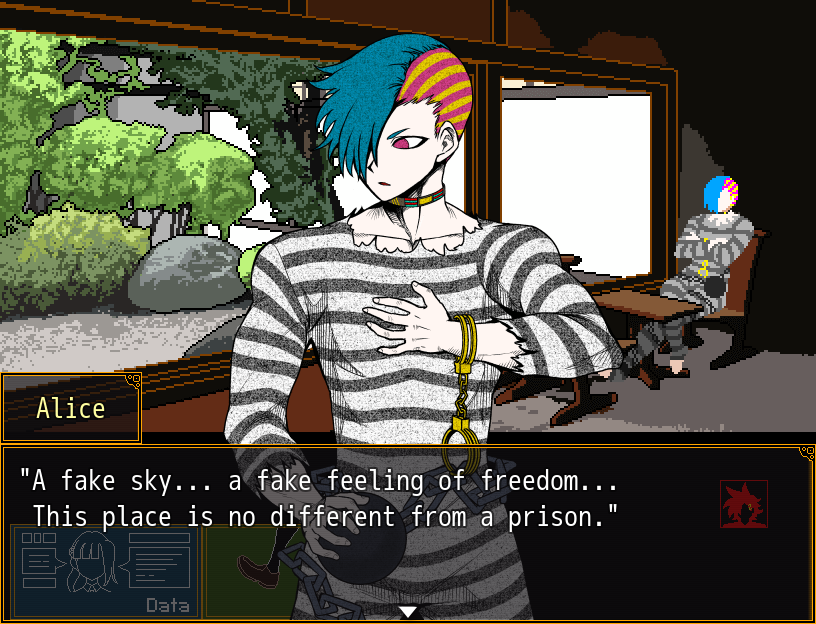 Alice
"A fake sky... a fake feeling of freedom...
This place is no different from a prison."
Data